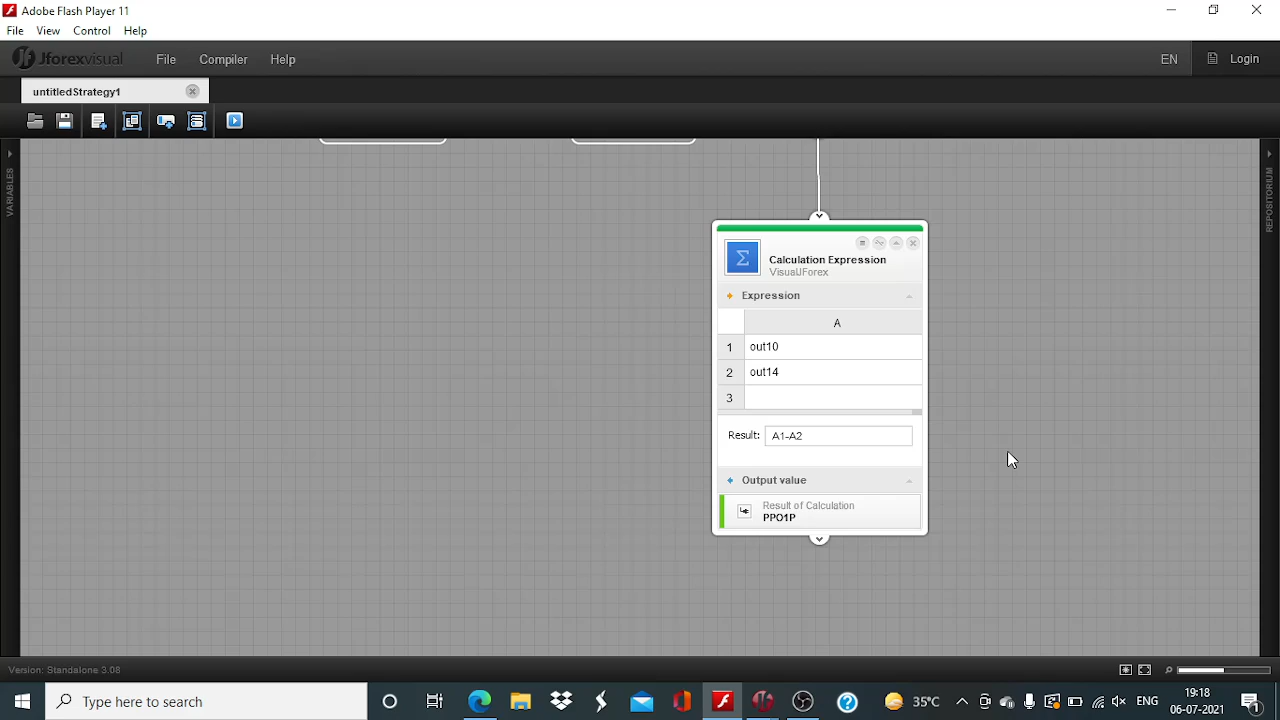 Adobe Flash Player 11
File View Control Help
Jforexvisual File Compiler Help EN Login
untitledStrategy1
VARIABLES
REPOSITORIUM
Calculation Expression
VisualJForex
Expression
A
1 out10
2 out14
3
Result: A1-A2
Output value
Result of Calculation
PPO1P
Version: Standalone 3.08
Type here to search
35°C
ENG
19:18
06-07-2021
1